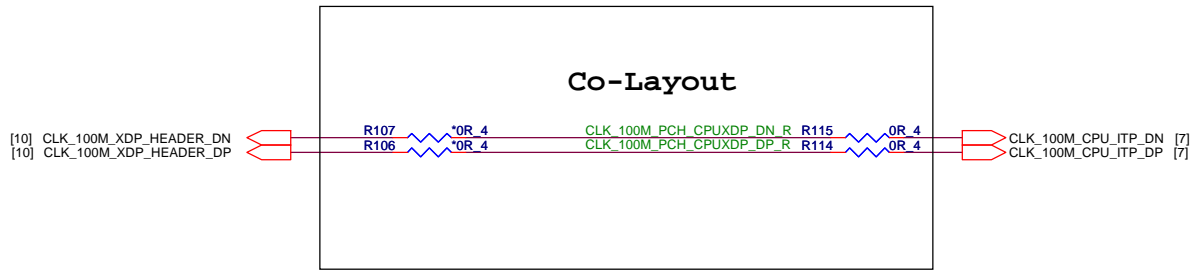 Co-Layout
[10] CLK_100M_XDP_HEADER_DN R107 *0R_4 CLK_100M_PCH_CPUXDP_DN_R R115 0R_4 CLK_100M_CPU_ITP_DN [7]
[10] CLK_100M_XDP_HEADER_DP R106 *0R_4 CLK_100M_PCH_CPUXDP_DP_R R114 0R_4 CLK_100M_CPU_ITP_DP [7]